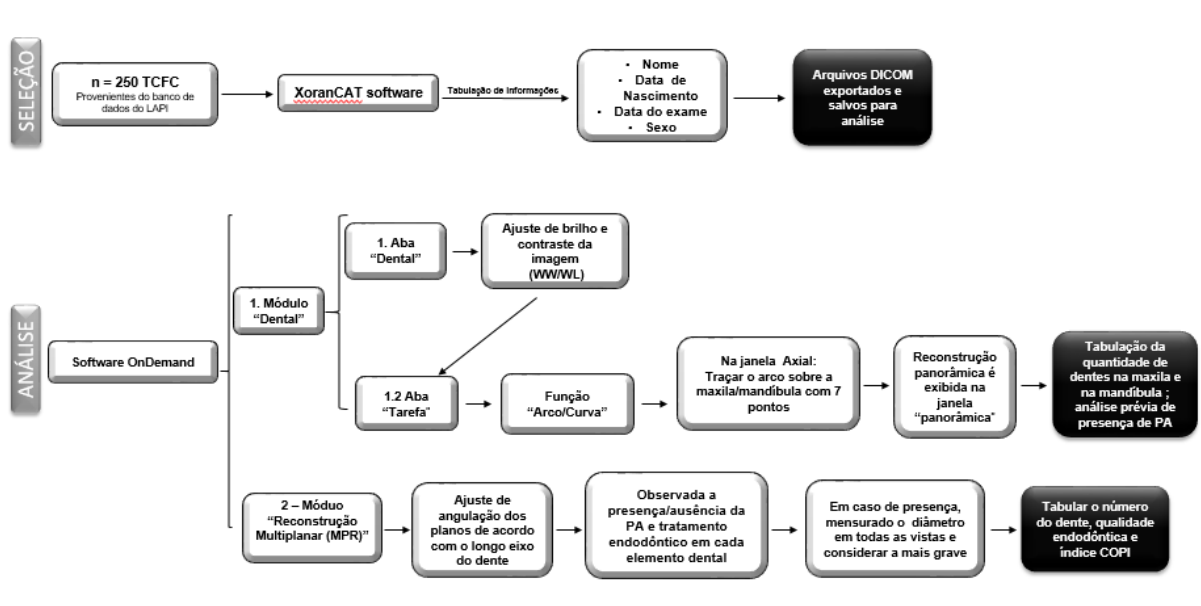 SELEÇÃO
n = 250 TCFC
Provenientes do banco de
dados do LAPI
XoranCAT software
Tabulação de Informações
• Nome
• Data de
Nascimento
• Data do exame
• Sexo
Arquivos DICOM
exportados e
salvos para
análise
ANÁLISE
Software OnDemand
1. Módulo
“Dental”
1. Aba
“Dental”
Ajuste de brilho e
contraste da
imagem
(WW/WL)
1.2 Aba
“Tarefa”
Função
“Arco/Curva”
Na janela Axial:
Traçar o arco sobre a
maxila/mandíbula com 7
pontos
Reconstrução
panorâmica é
exibida na
janela
“panorâmica”
Tabulação da
quantidade de
dentes na maxila e
na mandíbula ;
análise prévia de
presença de PA
2 – Móduo
“Reconstrução
Multiplanar (MPR)”
Ajuste de
angulação dos
planos de acordo
com o longo eixo
do dente
Observada a
presença/ausência da
PA e tratamento
endodôntico em cada
elemento dental
Em caso de presença,
mensurado o diâmetro
em todas as vistas e
considerar a mais grave
Tabular o número
do dente, qualidade
endodôntica e
índice COPI